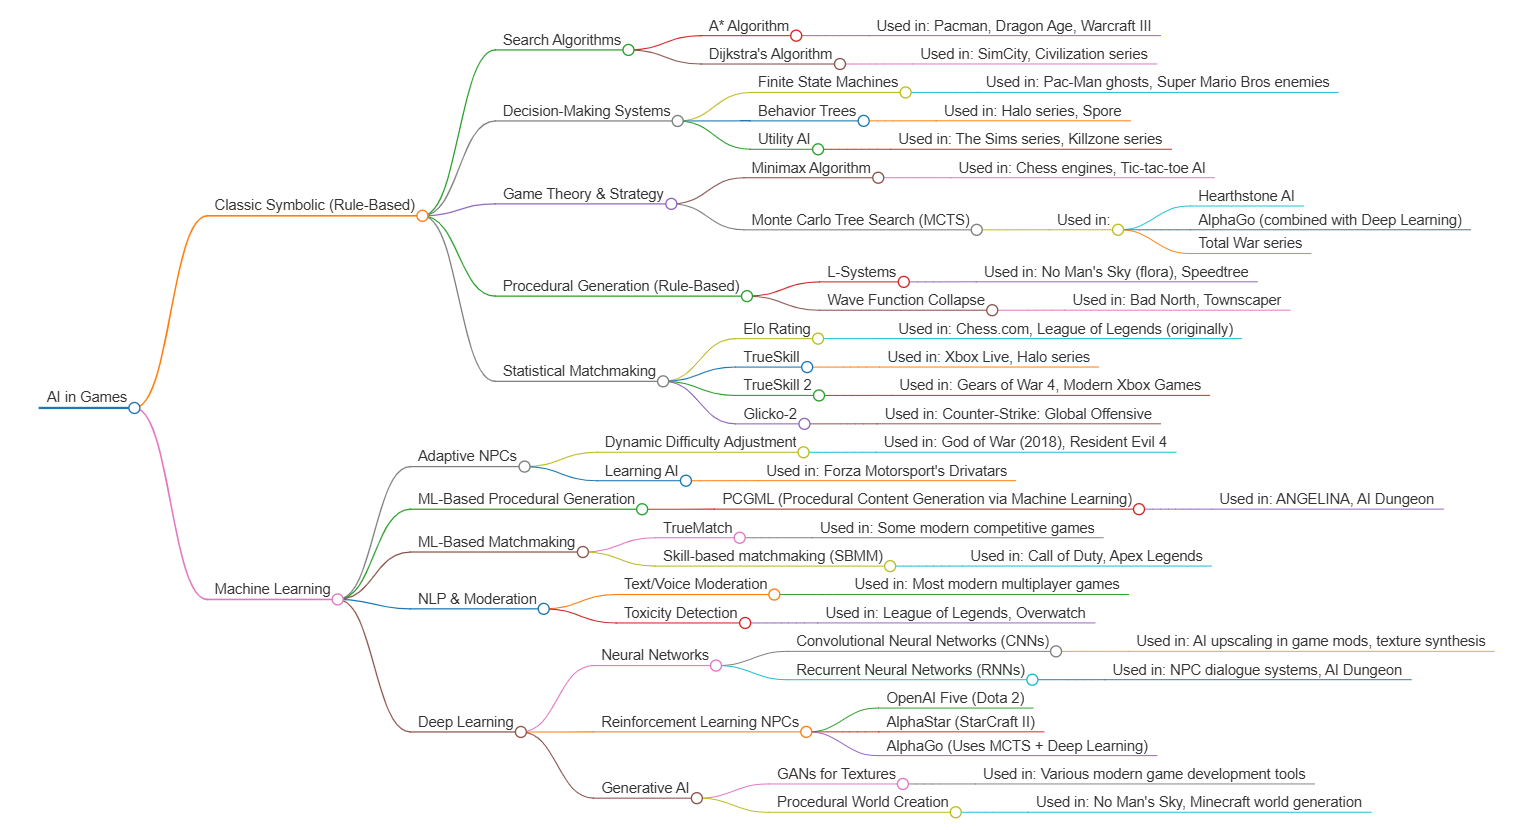 AI in Games
Classic Symbolic (Rule-Based)
Search Algorithms
A* Algorithm
Used in: Pacman, Dragon Age, Warcraft III
Dijkstra's Algorithm
Used in: SimCity, Civilization series
Decision-Making Systems
Finite State Machines
Used in: Pac-Man ghosts, Super Mario Bros enemies
Behavior Trees
Used in: Halo series, Spore
Utility AI
Used in: The Sims series, Killzone series
Game Theory & Strategy
Minimax Algorithm
Used in: Chess engines, Tic-tac-toe AI
Monte Carlo Tree Search (MCTS)
Used in:
Hearthstone AI
AlphaGo (combined with Deep Learning)
Total War series
Procedural Generation (Rule-Based)
L-Systems
Used in: No Man's Sky (flora), Speedtree
Wave Function Collapse
Used in: Bad North, Townscaper
Statistical Matchmaking
Elo Rating
Used in: Chess.com, League of Legends (originally)
TrueSkill
Used in: Xbox Live, Halo series
TrueSkill 2
Used in: Gears of War 4, Modern Xbox Games
Glicko-2
Used in: Counter-Strike: Global Offensive
Machine Learning
Adaptive NPCs
Dynamic Difficulty Adjustment
Used in: God of War (2018), Resident Evil 4
Learning AI
Used in: Forza Motorsport's Drivatars
ML-Based Procedural Generation
PCGML (Procedural Content Generation via Machine Learning)
Used in: ANGELINA, AI Dungeon
ML-Based Matchmaking
TrueMatch
Used in: Some modern competitive games
Skill-based matchmaking (SBMM)
Used in: Call of Duty, Apex Legends
NLP & Moderation
Text/Voice Moderation
Used in: Most modern multiplayer games
Toxicity Detection
Used in: League of Legends, Overwatch
Deep Learning
Neural Networks
Convolutional Neural Networks (CNNs)
Used in: AI upscaling in game mods, texture synthesis
Recurrent Neural Networks (RNNs)
Used in: NPC dialogue systems, AI Dungeon
Reinforcement Learning NPCs
OpenAI Five (Dota 2)
AlphaStar (StarCraft II)
AlphaGo (Uses MCTS + Deep Learning)
Generative AI
GANs for Textures
Used in: Various modern game development tools
Procedural World Creation
Used in: No Man's Sky, Minecraft world generation